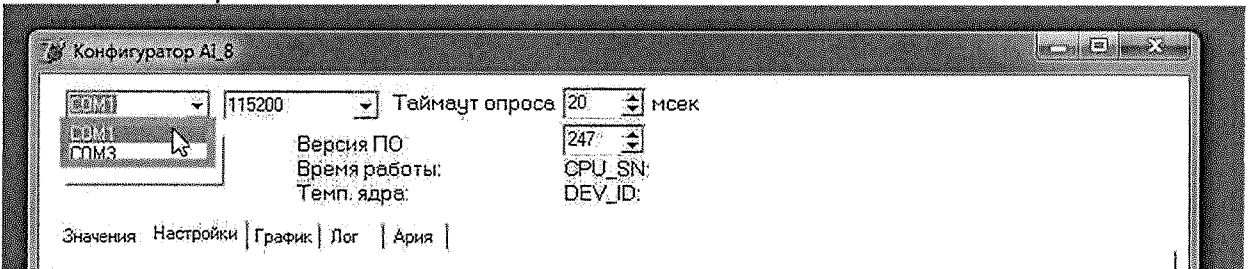 Конфигуратор AI_8
COM1 115200 Таймаут опроса 20 мсек
COM1
COM3
Версия ПО 247
Время работы: CPU_SN:
Темп. ядра: DEV_ID:
Значения Настройки График Лог Ария